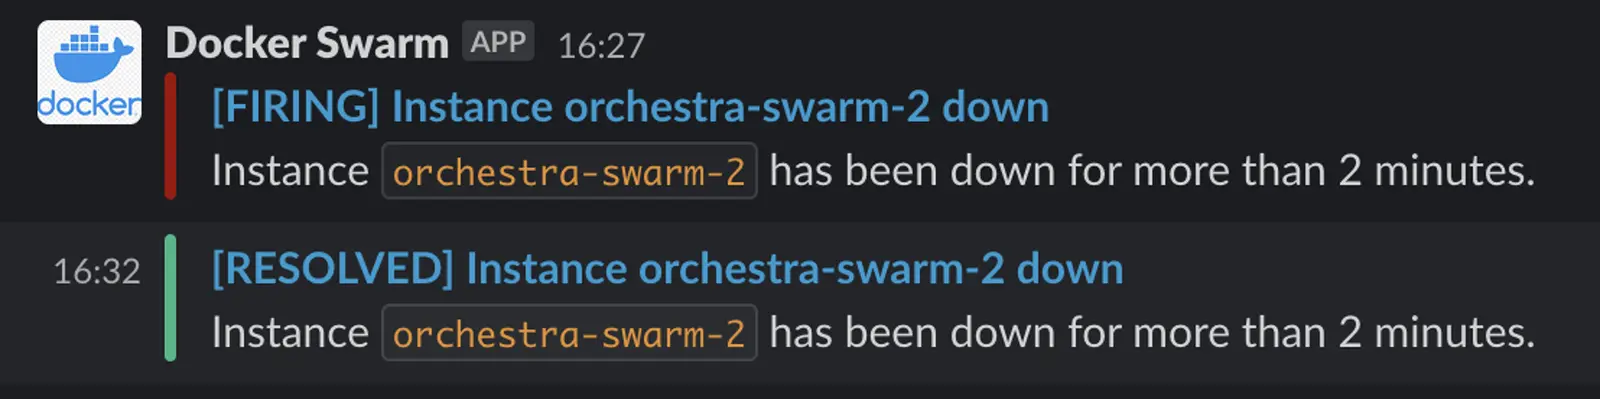 docker
Docker Swarm APP 16:27
[FIRING] Instance orchestra-swarm-2 down
Instance orchestra-swarm-2 has been down for more than 2 minutes.
16:32 [RESOLVED] Instance orchestra-swarm-2 down
Instance orchestra-swarm-2 has been down for more than 2 minutes.